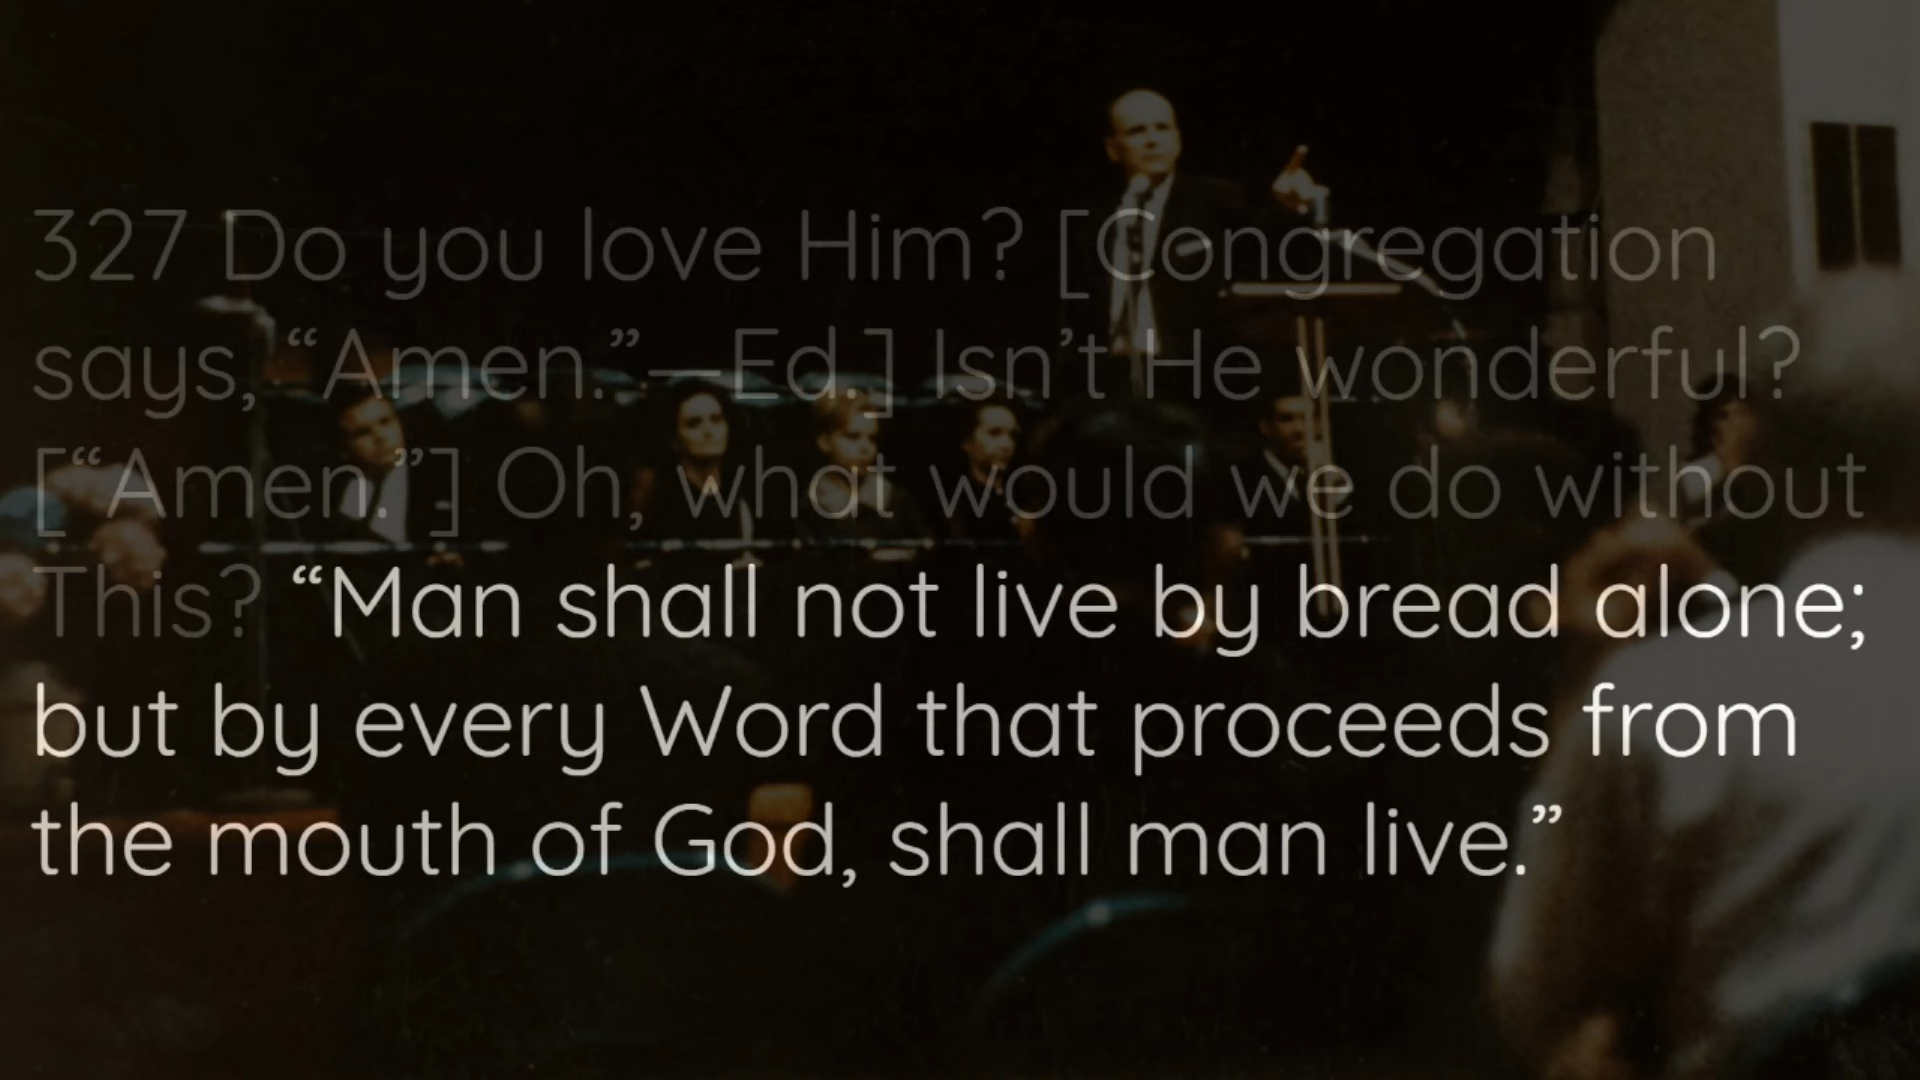 327 Do you love Him? [Congregation
says, “Amen.” —Ed.] Isn’t He wonderful?
[“Amen.”] Oh, what would we do without
This? “Man shall not live by bread alone;
but by every Word that proceeds from
the mouth of God, shall man live.”